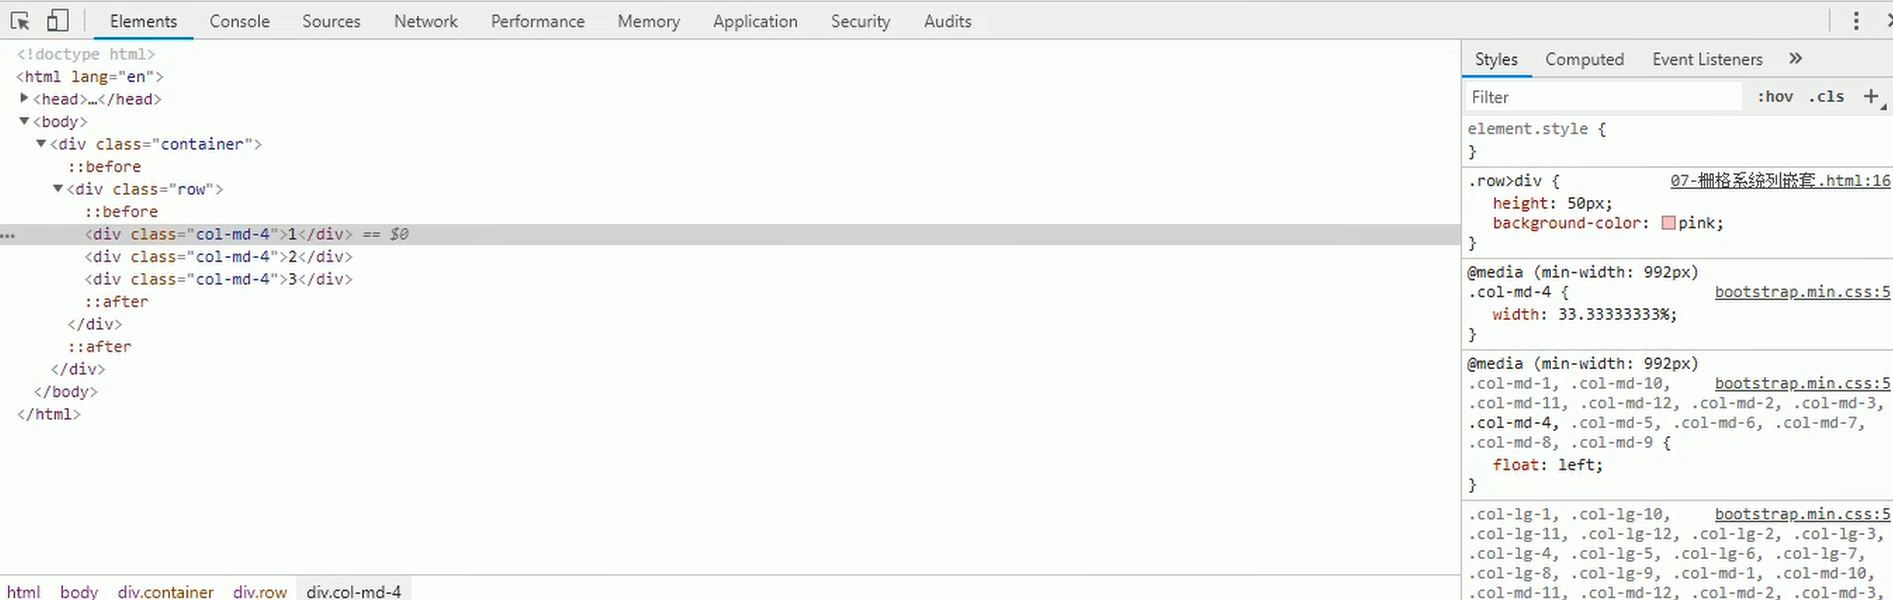 Elements Console Sources Network Performance Memory Application Security Audits
<!doctype html>
<html lang="en">
<head>…</head>
<body>
<div class="container">
::before
<div class="row">
::before
<div class="col-md-4">1</div> == $0
<div class="col-md-4">2</div>
<div class="col-md-4">3</div>
::after
</div>
::after
</div>
</body>
</html>
html body div.container div.row div.col-md-4
Styles Computed Event Listeners »
Filter :hov .cls +
element.style {
}
.row>div { 07-栅格系统列嵌套.html:16
height: 50px;
background-color: pink;
}
@media (min-width: 992px)
.col-md-4 { bootstrap.min.css:5
width: 33.33333333%;
}
@media (min-width: 992px)
.col-md-1, .col-md-10, bootstrap.min.css:5
.col-md-11, .col-md-12, .col-md-2, .col-md-3,
.col-md-4, .col-md-5, .col-md-6, .col-md-7,
.col-md-8, .col-md-9 {
float: left;
}
.col-lg-1, .col-lg-10, bootstrap.min.css:5
.col-lg-11, .col-lg-12, .col-lg-2, .col-lg-3,
.col-lg-4, .col-lg-5, .col-lg-6, .col-lg-7,
.col-lg-8, .col-lg-9, .col-md-1, .col-md-10,
.col-md-11, .col-md-12, .col-md-2, .col-md-3,